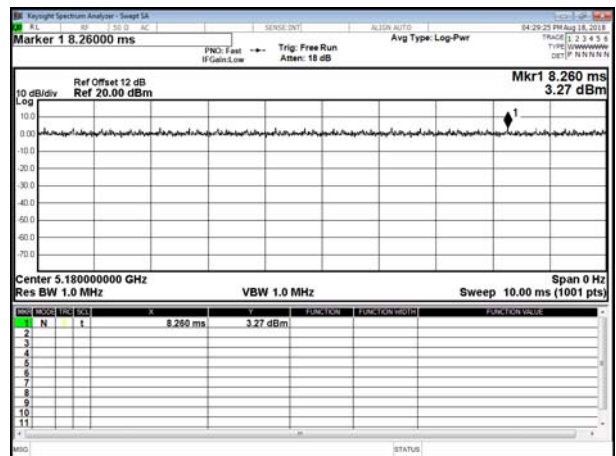 Keysight Spectrum Analyzer - Swept SA
RL RF 50 Ω AC SENSE:INT ALIGN AUTO 04:29:25 PM Aug 18, 2018
Marker 1 8.26000 ms Avg Type: Log-Pwr TRACE 1 2 3 4 5 6
PNO: Fast Trig: Free Run TYPE WWWWWW
IFGain:Low Atten: 18 dB DET P N N N N N
Mkr1 8.260 ms
Ref Offset 12 dB
10 dB/div Ref 20.00 dBm 3.27 dBm
Log
10.0
1
0.00
-10.0
-20.0
-30.0
-40.0
-50.0
-60.0
-70.0
Center 5.180000000 GHz Span 0 Hz
Res BW 1.0 MHz VBW 1.0 MHz Sweep 10.00 ms (1001 pts)
MKR MODE TRC SCL X Y FUNCTION FUNCTION WIDTH FUNCTION VALUE
1 N t 8.260 ms 3.27 dBm
2
3
4
5
6
7
8
9
10
11
MSG STATUS